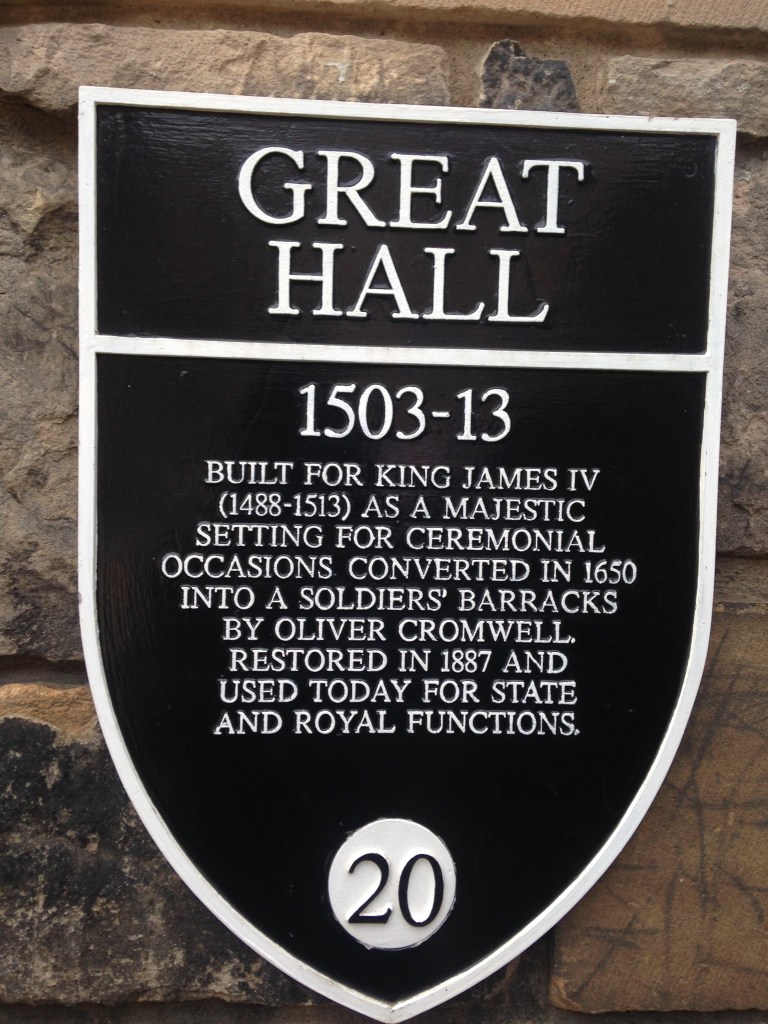 GREAT
HALL
1503-13
BUILT FOR KING JAMES IV
(1488-1513) AS A MAJESTIC
SETTING FOR CEREMONIAL
OCCASIONS CONVERTED IN 1650
INTO A SOLDIERS' BARRACKS
BY OLIVER CROMWELL.
RESTORED IN 1887 AND
USED TODAY FOR STATE
AND ROYAL FUNCTIONS.
20